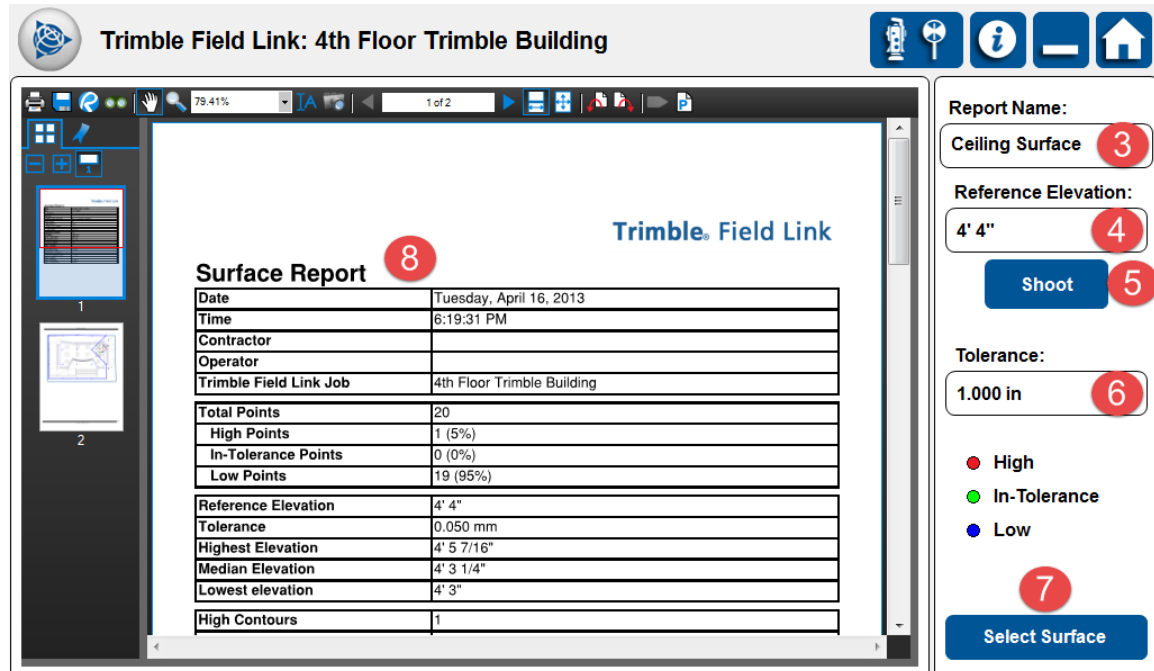 Trimble Field Link: 4th Floor Trimble Building
79.41%
1 of 2
1
2
Trimble® Field Link
Surface Report
8
Date Tuesday, April 16, 2013
Time 6:19:31 PM
Contractor
Operator
Trimble Field Link Job 4th Floor Trimble Building
Total Points 20
High Points 1 (5%)
In-Tolerance Points 0 (0%)
Low Points 19 (95%)
Reference Elevation 4' 4"
Tolerance 0.050 mm
Highest Elevation 4' 5 7/16"
Median Elevation 4' 3 1/4"
Lowest elevation 4' 3"
High Contours 1
Report Name:
Ceiling Surface 3
Reference Elevation:
4' 4" 4
Shoot 5
Tolerance:
1.000 in 6
High
In-Tolerance
Low
7
Select Surface